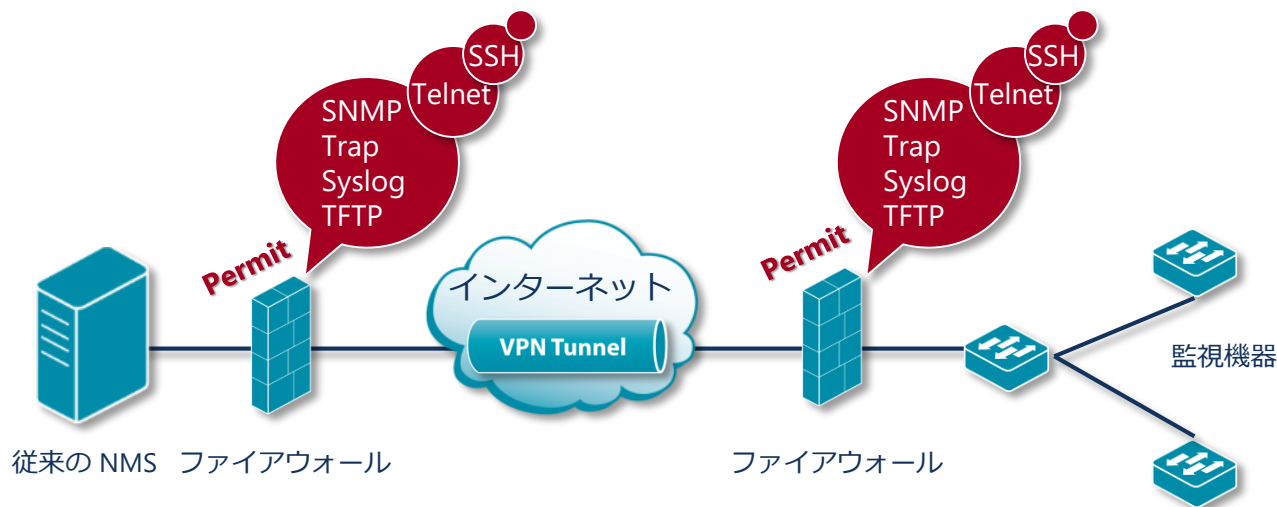 SSH
Telnet
SNMP
Trap
Syslog
TFTP
Permit
SSH
Telnet
SNMP
Trap
Syslog
TFTP
Permit
インターネット
VPN Tunnel
監視機器
従来の NMS
ファイアウォール
ファイアウォール